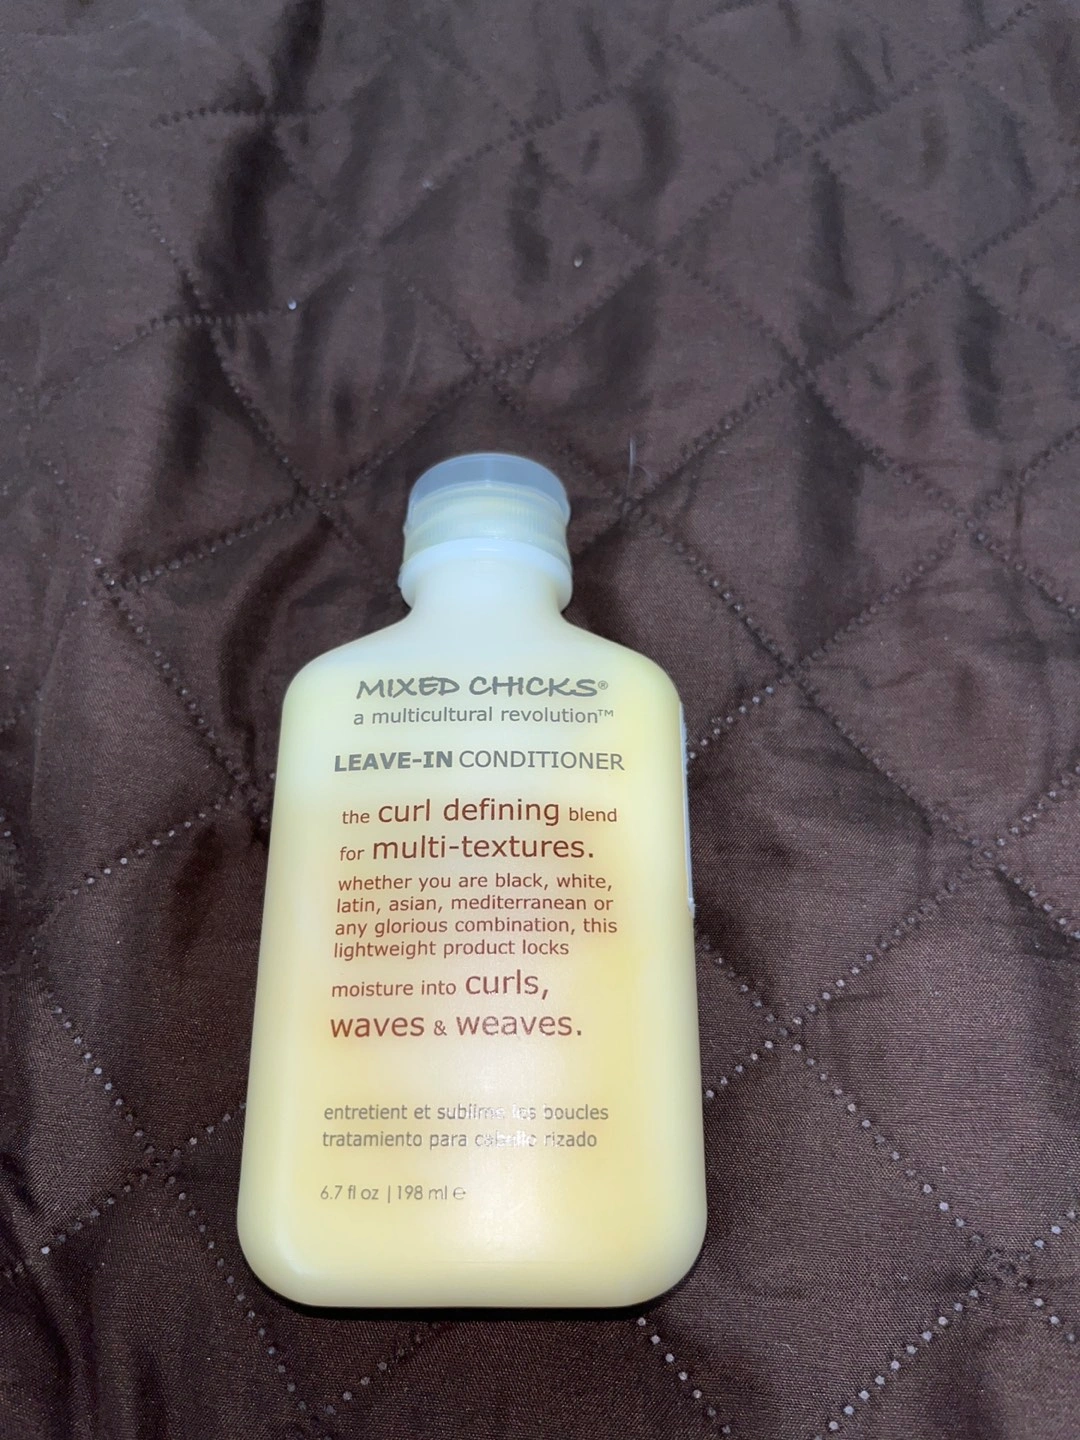 MIXED CHICKS®
a multicultural revolution™
LEAVE-IN CONDITIONER
the curl defining blend
for multi-textures.
whether you are black, white,
latin, asian, mediterranean or
any glorious combination, this
lightweight product locks
moisture into curls,
waves & weaves.
entretient et sublime les boucles
tratamiento para cabello rizado
6.7 fl oz | 198 ml ℮